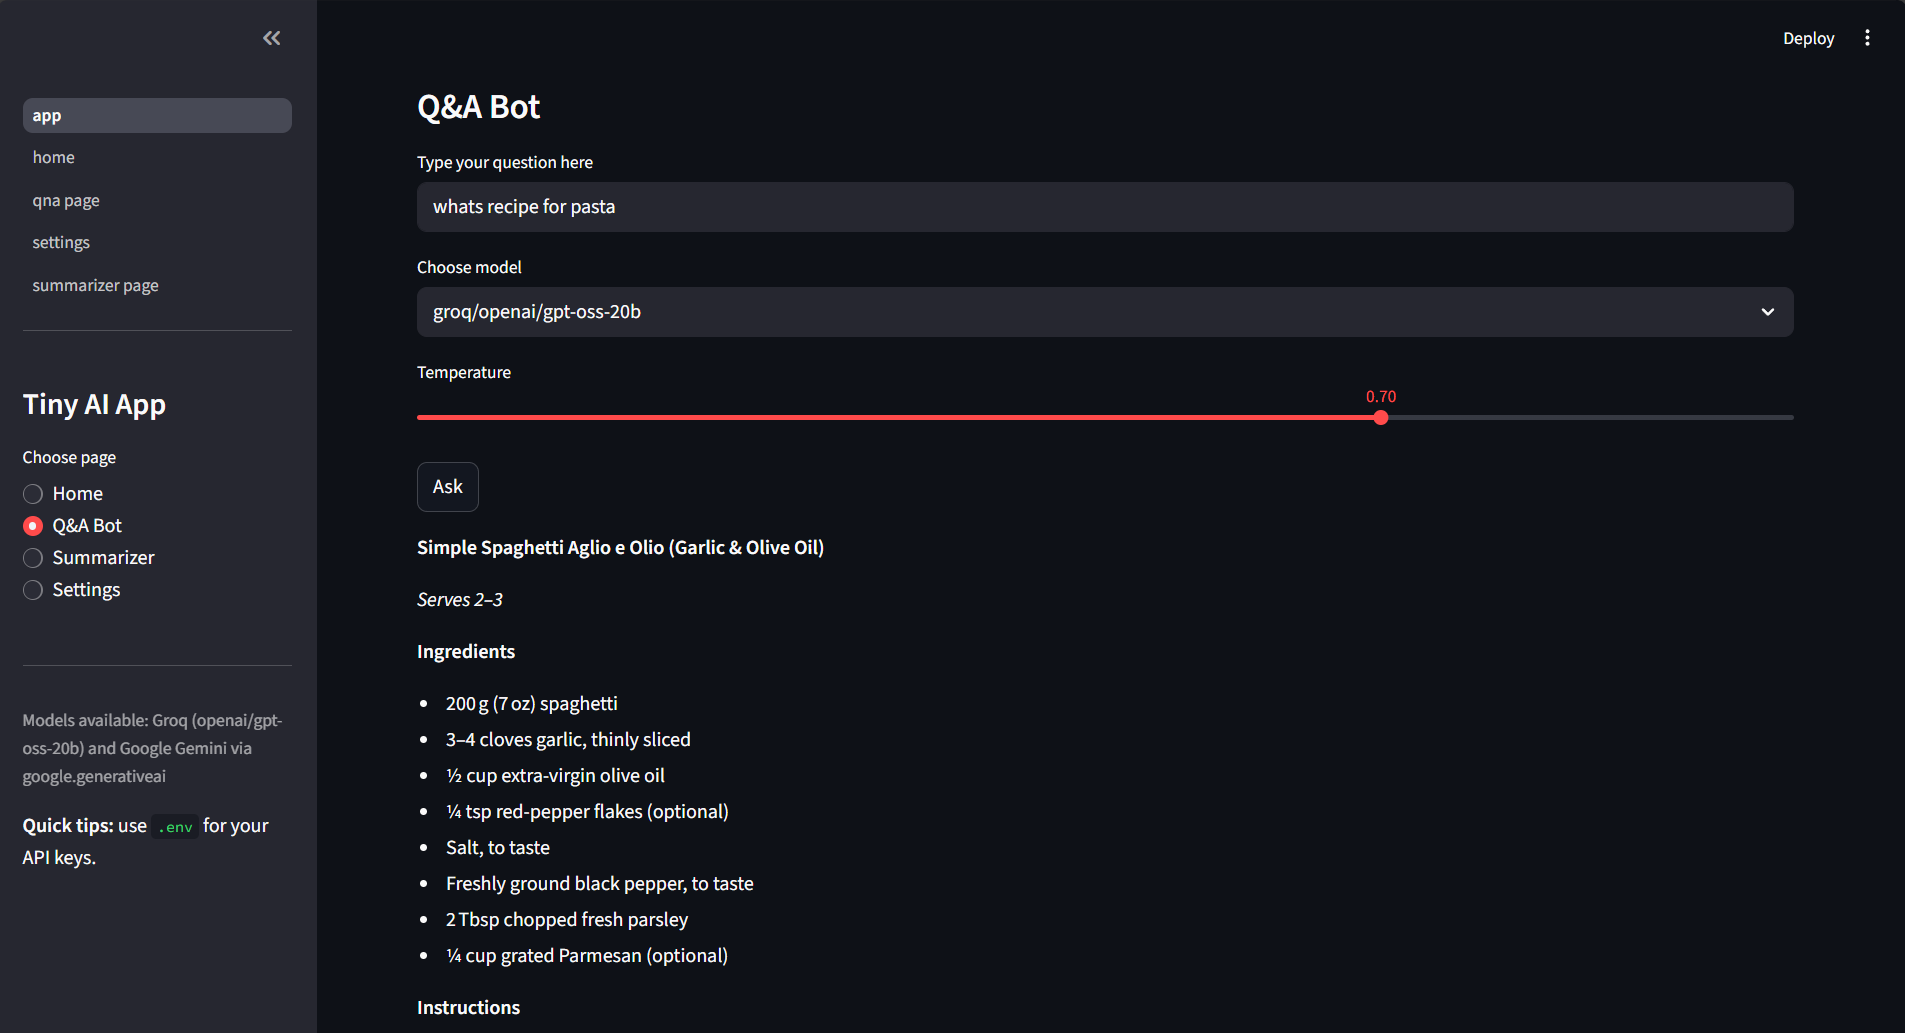 app
home
qna page
settings
summarizer page
Tiny AI App
Choose page
Home
Q&A Bot
Summarizer
Settings
Models available: Groq (openai/gpt-
oss-20b) and Google Gemini via
google.generativeai
Quick tips: use .env for your
API keys.
Deploy
Q&A Bot
Type your question here
whats recipe for pasta
Choose model
groq/openai/gpt-oss-20b
Temperature
0.70
Ask
Simple Spaghetti Aglio e Olio (Garlic & Olive Oil)
Serves 2–3
Ingredients
• 200 g (7 oz) spaghetti
• 3–4 cloves garlic, thinly sliced
• ½ cup extra-virgin olive oil
• ¼ tsp red-pepper flakes (optional)
• Salt, to taste
• Freshly ground black pepper, to taste
• 2 Tbsp chopped fresh parsley
• ¼ cup grated Parmesan (optional)
Instructions